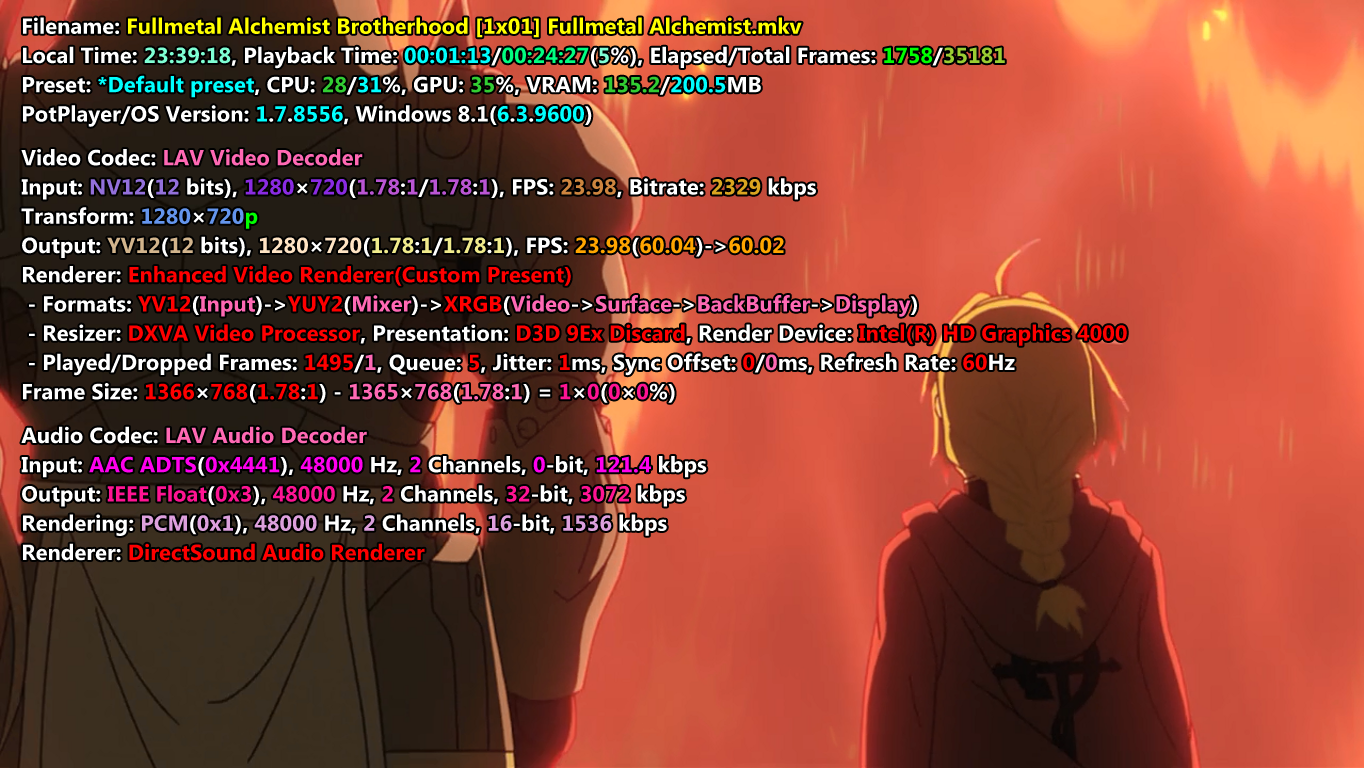 Filename: Fullmetal Alchemist Brotherhood [1x01] Fullmetal Alchemist.mkv
Local Time: 23:39:18, Playback Time: 00:01:13/00:24:27(5%), Elapsed/Total Frames: 1758/35181
Preset: *Default preset, CPU: 28/31%, GPU: 35%, VRAM: 135.2/200.5MB
PotPlayer/OS Version: 1.7.8556, Windows 8.1(6.3.9600)
Video Codec: LAV Video Decoder
Input: NV12(12 bits), 1280×720(1.78:1/1.78:1), FPS: 23.98, Bitrate: 2329 kbps
Transform: 1280×720p
Output: YV12(12 bits), 1280×720(1.78:1/1.78:1), FPS: 23.98(60.04)->60.02
Renderer: Enhanced Video Renderer(Custom Present)
- Formats: YV12(Input)->YUY2(Mixer)->XRGB(Video->Surface->BackBuffer->Display)
- Resizer: DXVA Video Processor, Presentation: D3D 9Ex Discard, Render Device: Intel(R) HD Graphics 4000
- Played/Dropped Frames: 1495/1, Queue: 5, Jitter: 1ms, Sync Offset: 0/0ms, Refresh Rate: 60Hz
Frame Size: 1366×768(1.78:1) - 1365×768(1.78:1) = 1×0(0×0%)
Audio Codec: LAV Audio Decoder
Input: AAC ADTS(0x4441), 48000 Hz, 2 Channels, 0-bit, 121.4 kbps
Output: IEEE Float(0x3), 48000 Hz, 2 Channels, 32-bit, 3072 kbps
Rendering: PCM(0x1), 48000 Hz, 2 Channels, 16-bit, 1536 kbps
Renderer: DirectSound Audio Renderer